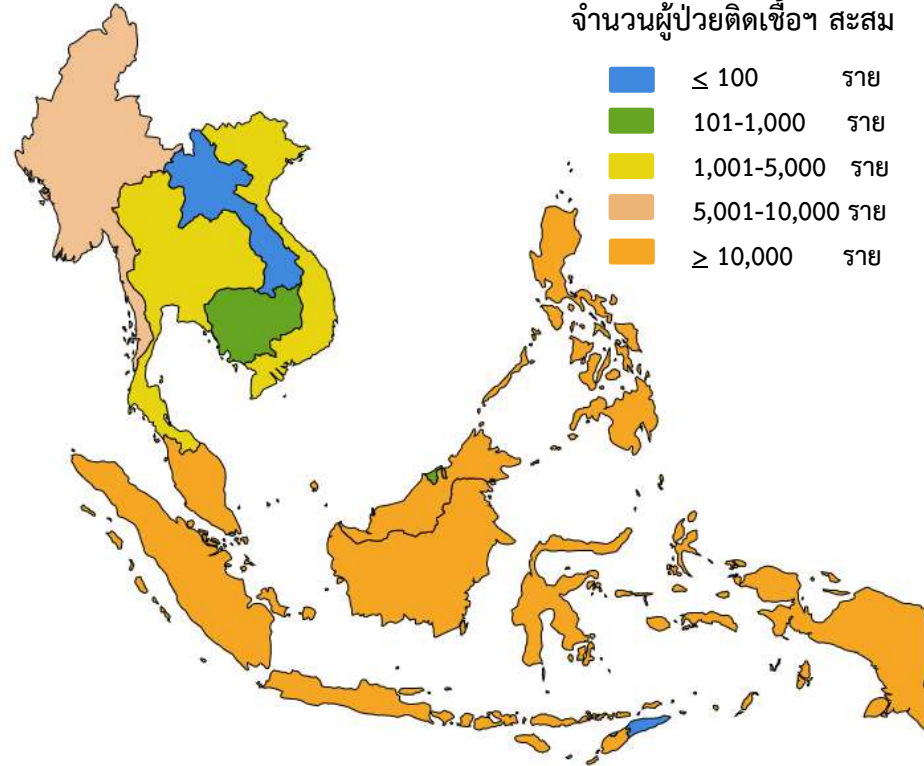 จำนวนผู้ป่วยติดเชื้อฯ สะสม
≤ 100 ราย
101-1,000 ราย
1,001-5,000 ราย
5,001-10,000 ราย
≥ 10,000 ราย